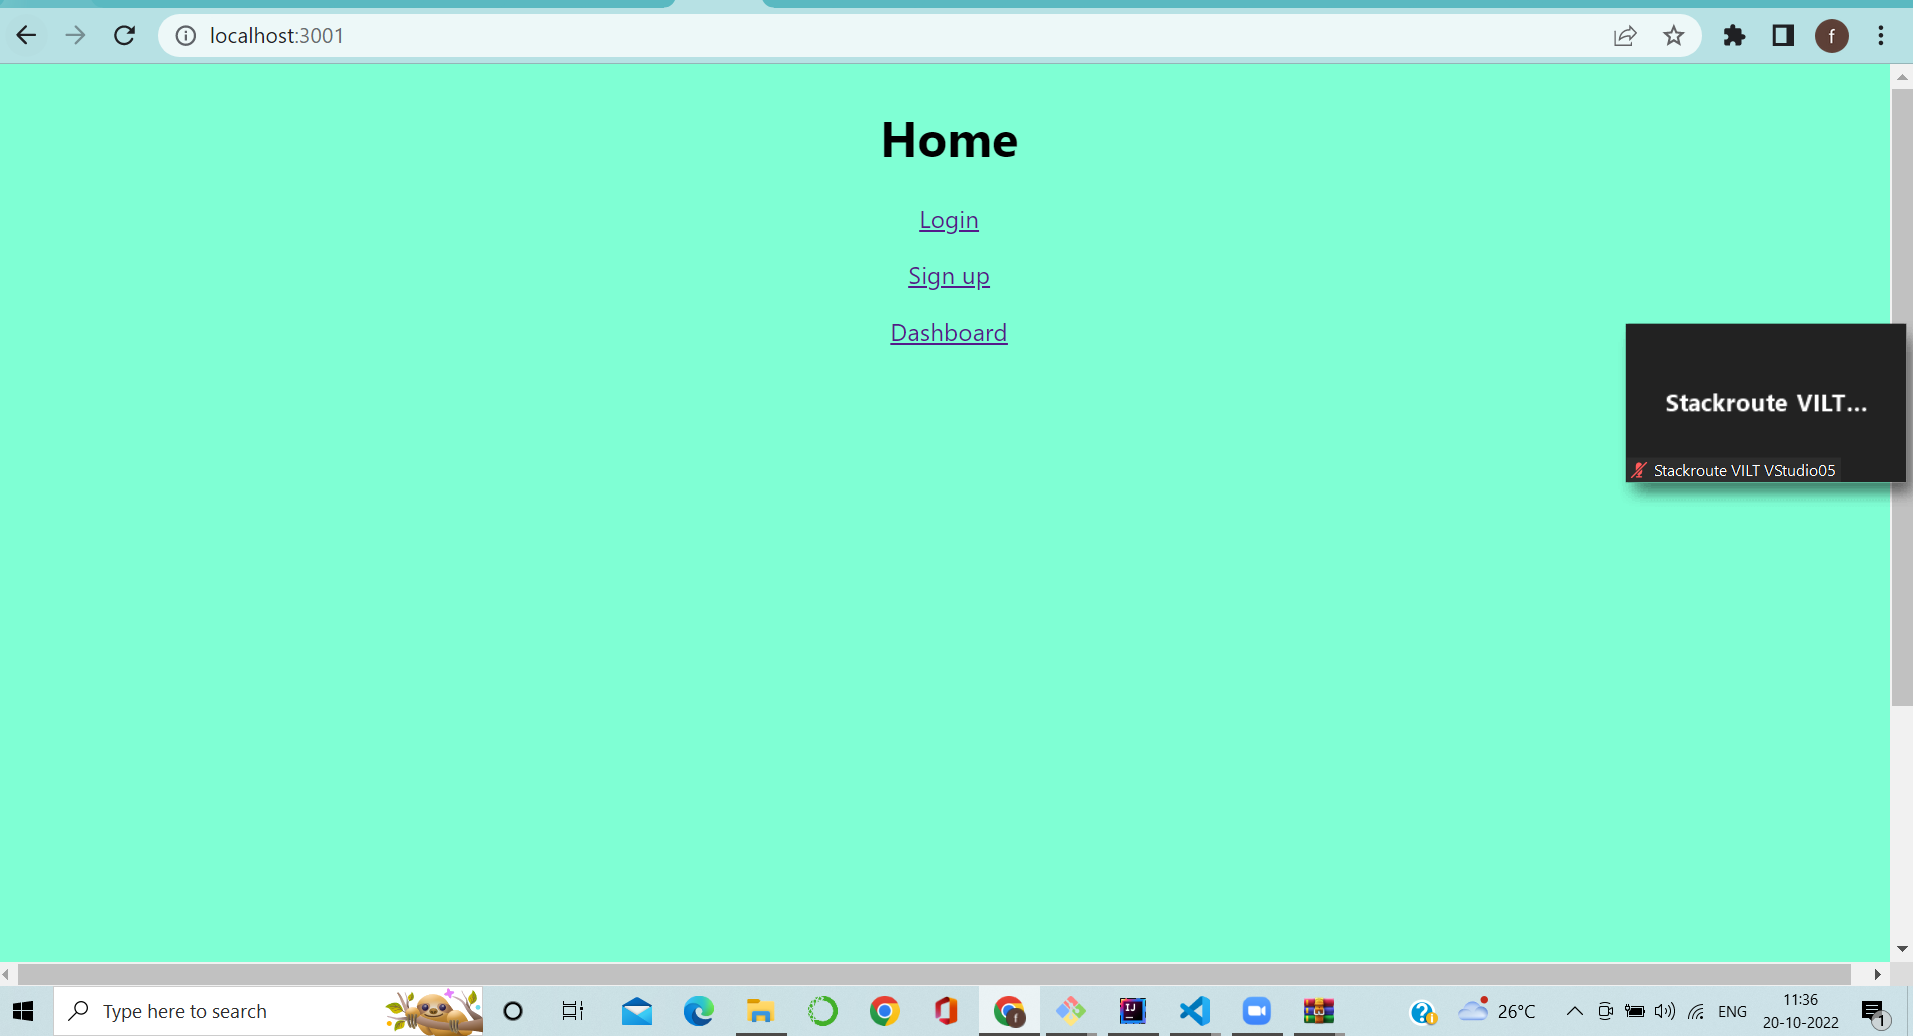 localhost:3001
f
Home
Login
Sign up
Dashboard
Stackroute VILT...
Stackroute VILT VStudio05
Type here to search
26°C
ENG
11:36
20-10-2022
1